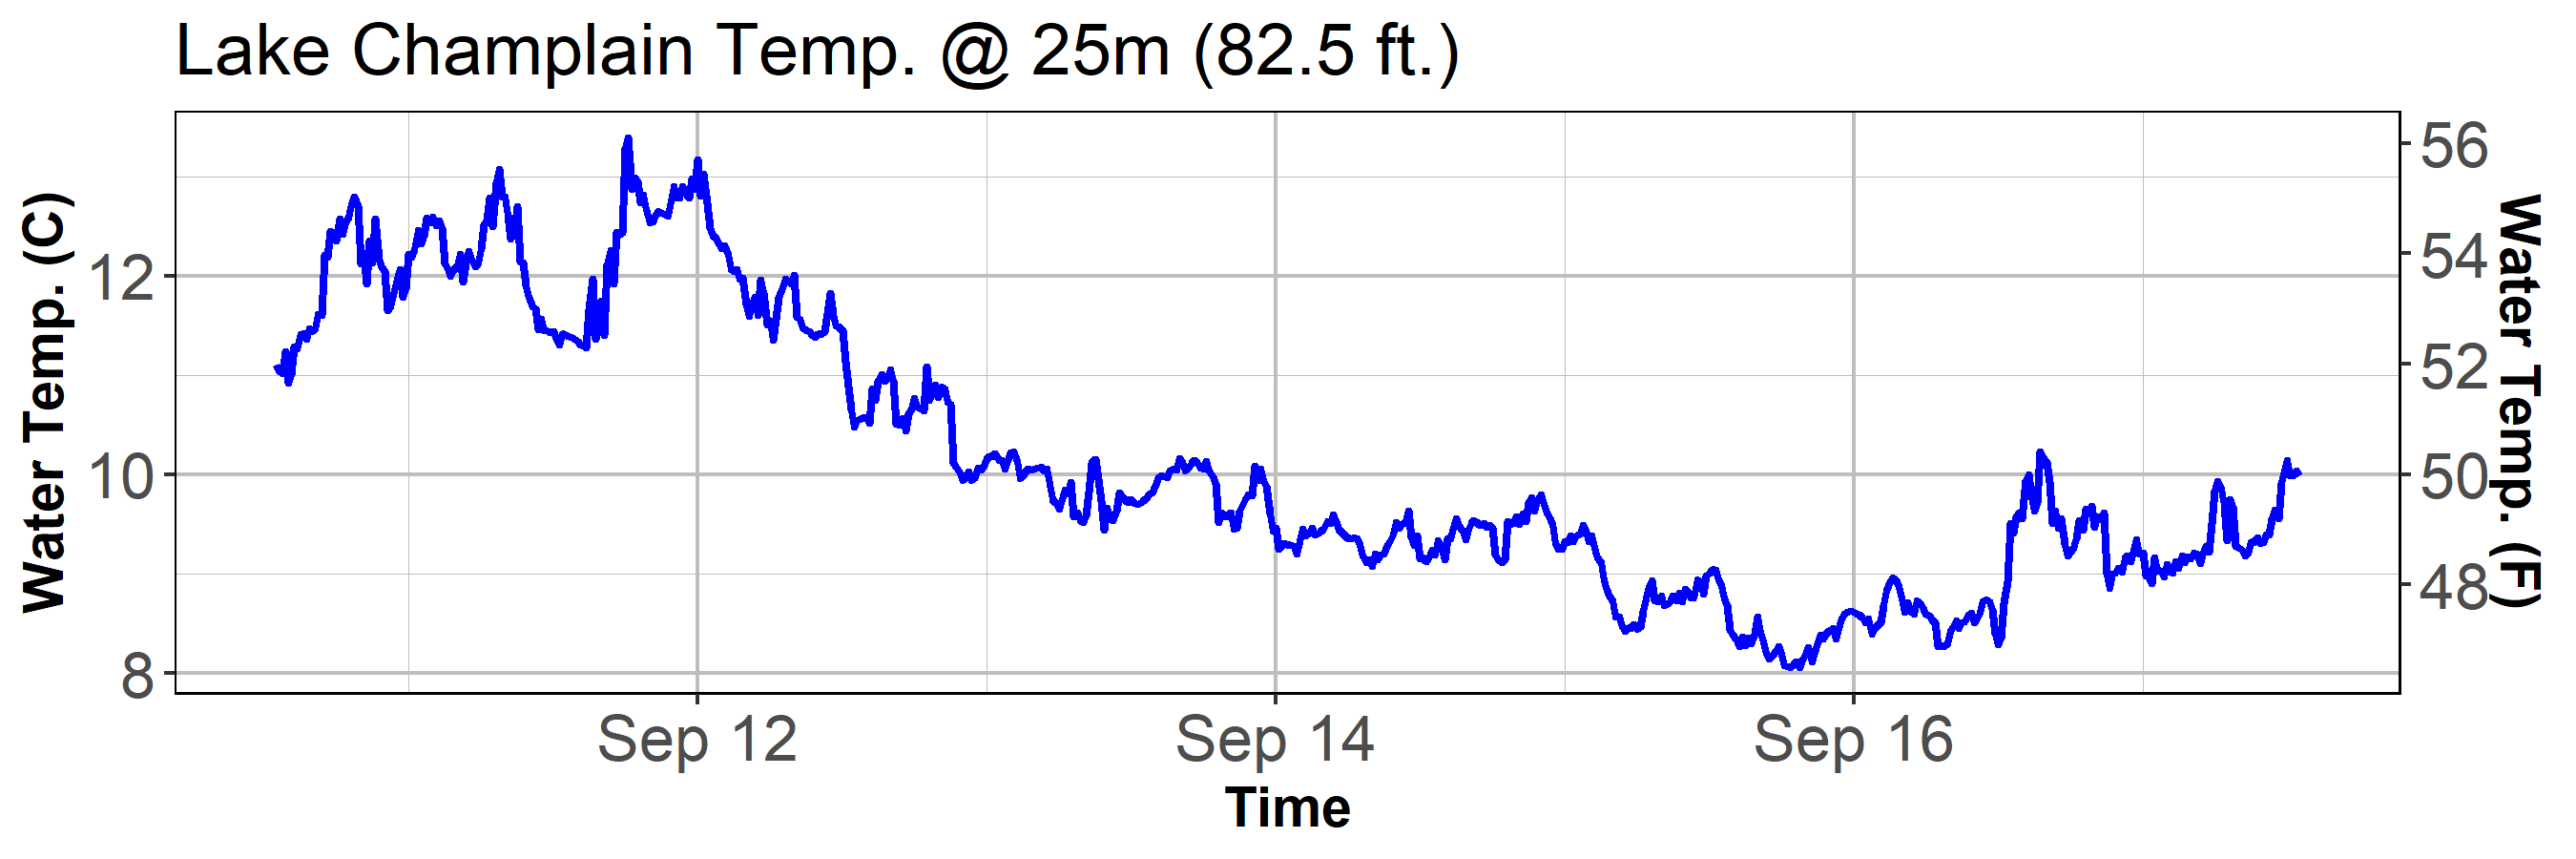 Lake Champlain Temp. @ 25m (82.5 ft.)
Water Temp. (C)
12
10
8
56
54
52
50
48
Water Temp. (F)
Sep 12
Sep 14
Sep 16
Time